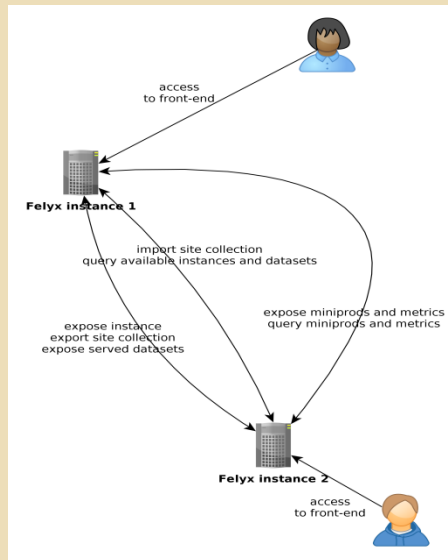 access
to front-end
Felyx instance 1
import site collection
query available instances and datasets
expose miniprods and metrics
query miniprods and metrics
expose instance
export site collection
expose served datasets
Felyx instance 2
access
to front-end